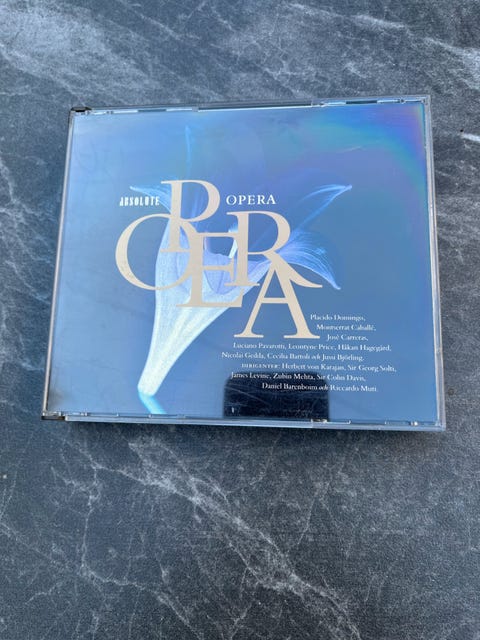 ABSOLUTE OPERA
OPERA
Placido Domingo,
Montserrat Caballé,
José Carreras,
Luciano Pavarotti, Leontyne Price, Håkan Hagegård,
Nicolai Gedda, Cecilia Bartoli och Jussi Björling.
DIRIGENTER: Herbert von Karajan, Sir Georg Solti,
James Levine, Zubin Mehta, Sir Colin Davis,
Daniel Barenboim och Riccardo Muti.